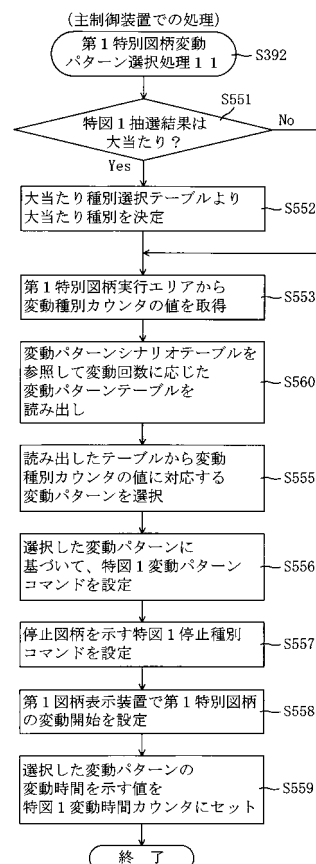 (主制御装置での処理)
第１特別図柄変動
パターン選択処理１１
S392
S551
特図１抽選結果は
大当たり？
No
Yes
大当たり種別選択テーブルより
大当たり種別を決定
S552
第１特別図柄実行エリアから
変動種別カウンタの値を取得
S553
変動パターンシナリオテーブルを
参照して変動回数に応じた
変動パターンテーブルを
読み出し
S560
読み出したテーブルから変動
種別カウンタの値に対応する
変動パターンを選択
S555
選択した変動パターンに
基づいて、特図１変動パターン
コマンドを設定
S556
停止図柄を示す特図１停止種別
コマンドを設定
S557
第１図柄表示装置で第１特別図柄
の変動開始を設定
S558
選択した変動パターンの
変動時間を示す値を
特図１変動時間カウンタにセット
S559
終　了